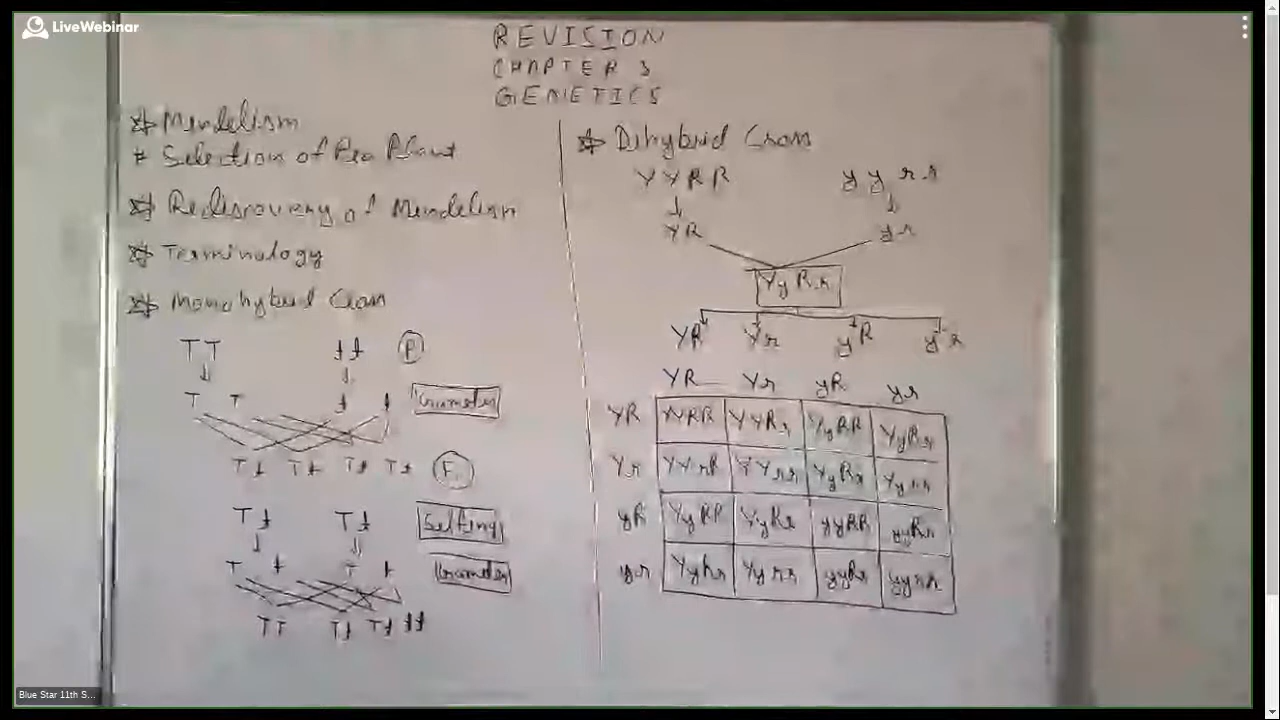 LiveWebinar
REVISION
CHAPTER 3
GENETICS
Mendelism
Selection of Pea Plant
Rediscovery of Mendelism
Terminology
Monohybrid Cross
TT tt P
T T t t Gametes
Tt Tt Tt Tt F1
Tt Tt Selfing
T t T t Gametes
TT Tt Tt tt
Dihybrid Cross
YYRR yyrr
YR yr
YyRr
YR Yr yR yr
YR Yr yR yr
YR YYRR YYRr YyRR YyRr
Yr YYrR YYrr YyRr Yyrr
yR YyRR YyRr yyRR yyRr
yr YyRr Yyrr yyRr yyrr
Blue Star 11th S...